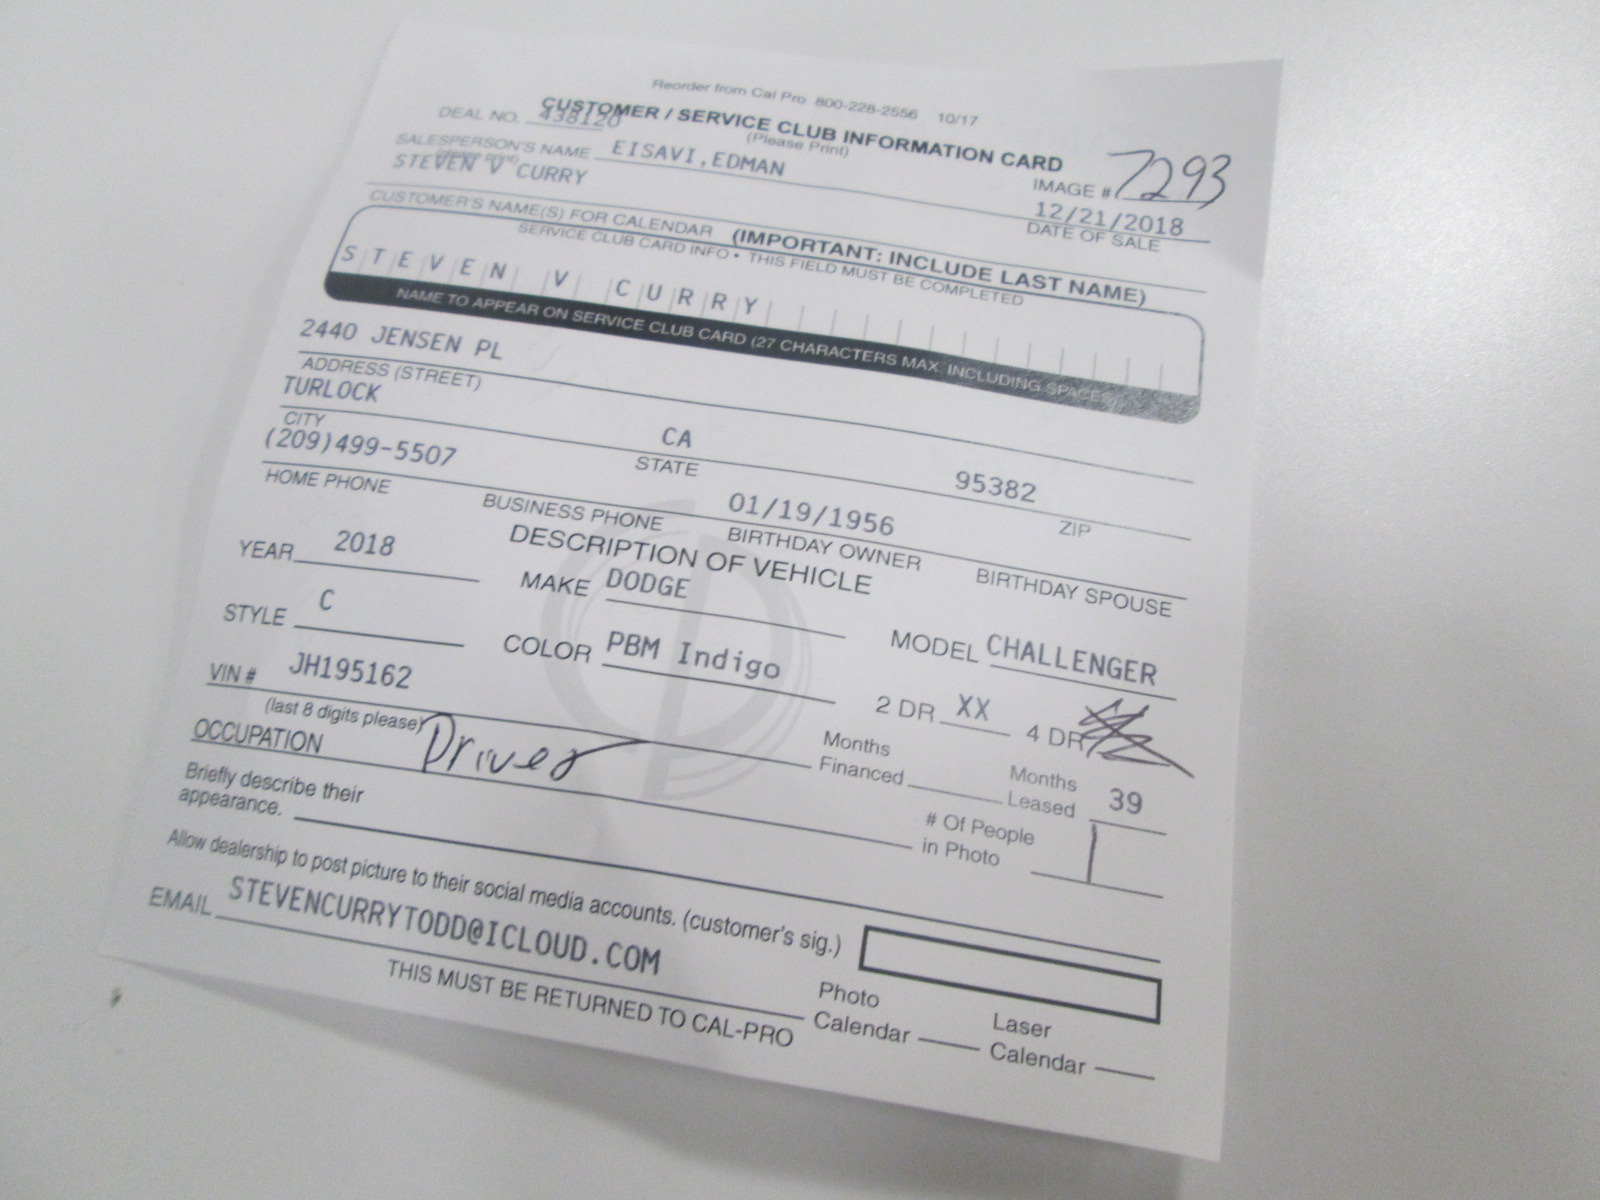 Reorder from Cal Pro 800-228-2556 10/17
CUSTOMER / SERVICE CLUB INFORMATION CARD
(Please Print)
DEAL NO. 438120
IMAGE # 7293
SALESPERSON'S NAME EISAVI,EDMAN
(please print)
STEVEN V CURRY
12/21/2018
DATE OF SALE
CUSTOMER'S NAME(S) FOR CALENDAR (IMPORTANT: INCLUDE LAST NAME)
SERVICE CLUB CARD INFO • THIS FIELD MUST BE COMPLETED
STEVEN V CURRY
NAME TO APPEAR ON SERVICE CLUB CARD (27 CHARACTERS MAX. INCLUDING SPACES)
2440 JENSEN PL
ADDRESS (STREET)
TURLOCK CA 95382
CITY STATE ZIP
(209)499-5507 01/19/1956
HOME PHONE BUSINESS PHONE BIRTHDAY OWNER BIRTHDAY SPOUSE
DESCRIPTION OF VEHICLE
YEAR 2018 MAKE DODGE MODEL CHALLENGER
STYLE C COLOR PBM Indigo 2 DR XX 4 DR
VIN # JH195162 Months Financed Months Leased 39
(last 8 digits please)
OCCUPATION Driver # Of People in Photo 1
Briefly describe their
appearance.
Allow dealership to post picture to their social media accounts. (customer's sig.)
EMAIL STEVENCURRYTODD@ICLOUD.COM Photo Calendar Laser Calendar
THIS MUST BE RETURNED TO CAL-PRO